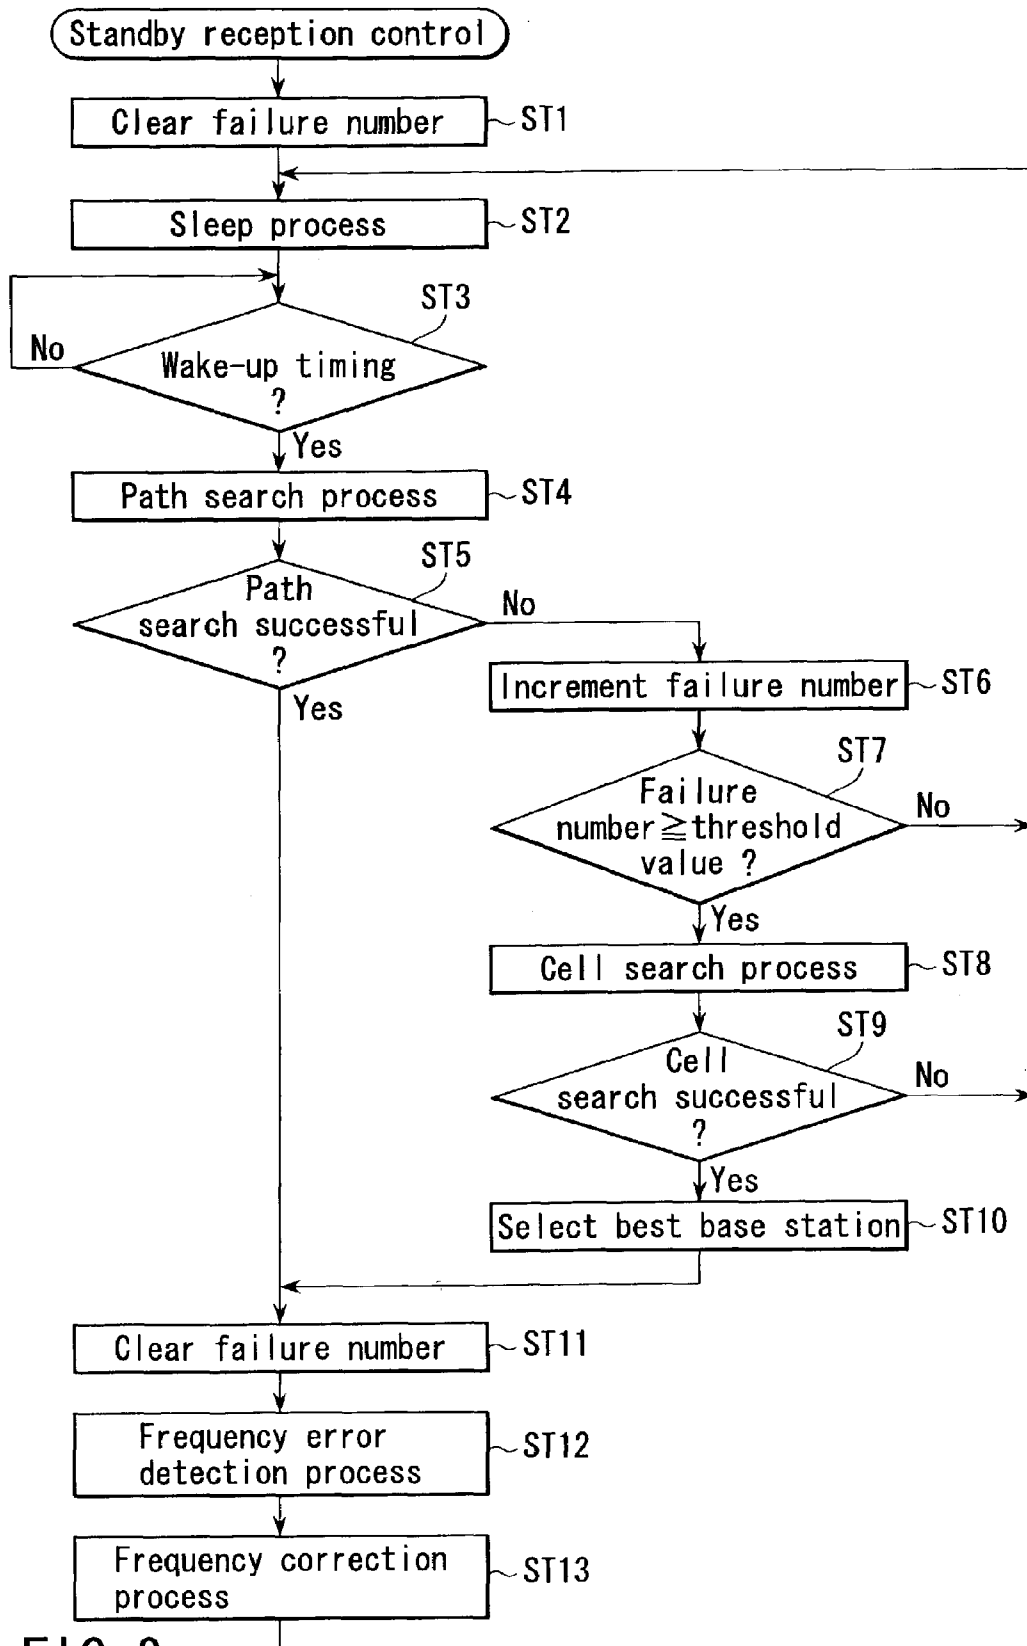 Standby reception control
Clear failure number
ST1
Sleep process
ST2
ST3
No
Wake-up timing
?
Yes
Path search process
ST4
ST5
Path
search successful
?
No
Yes
Increment failure number
ST6
ST7
Failure
number≧threshold
value ?
No
Yes
Cell search process
ST8
ST9
Cell
search successful
?
No
Yes
Select best base station
ST10
Clear failure number
ST11
Frequency error
detection process
ST12
Frequency correction
process
ST13